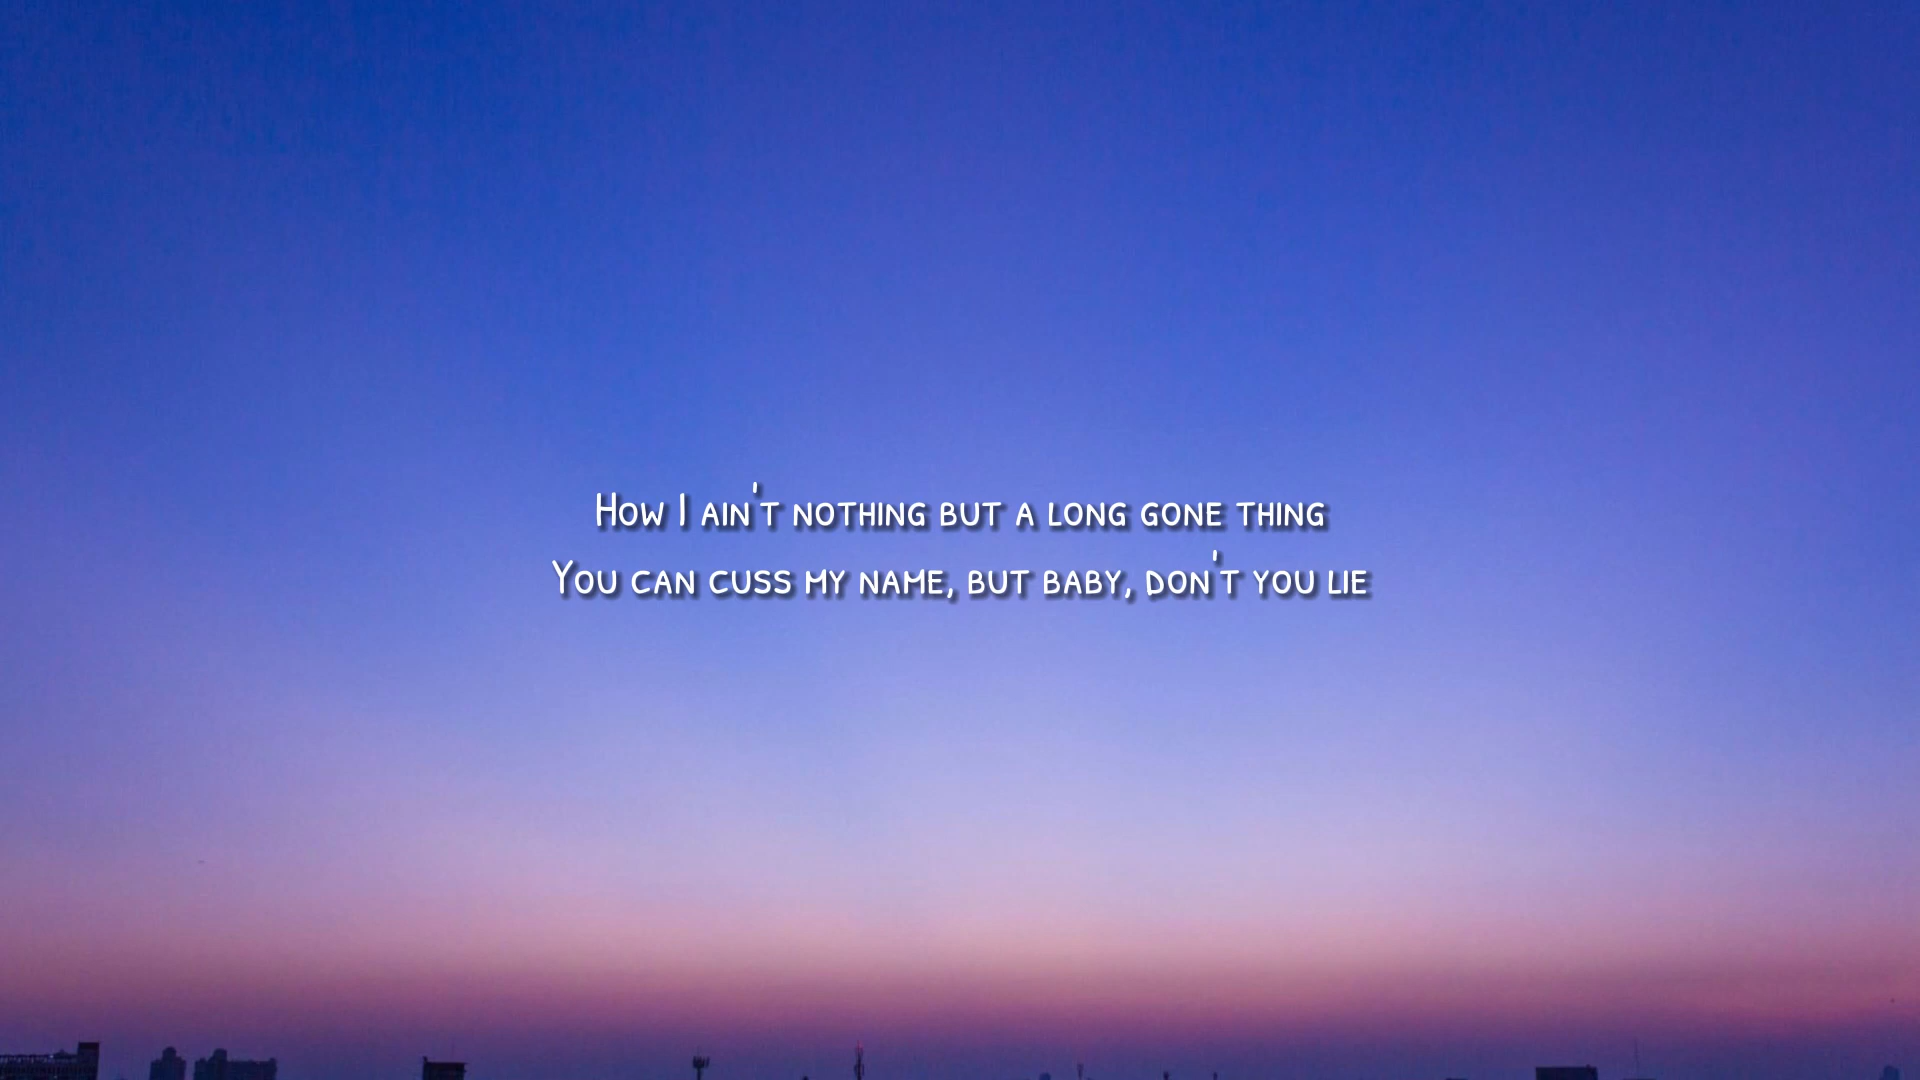 How I ain't nothing but a long gone thing
You can cuss my name, but baby, don't you lie